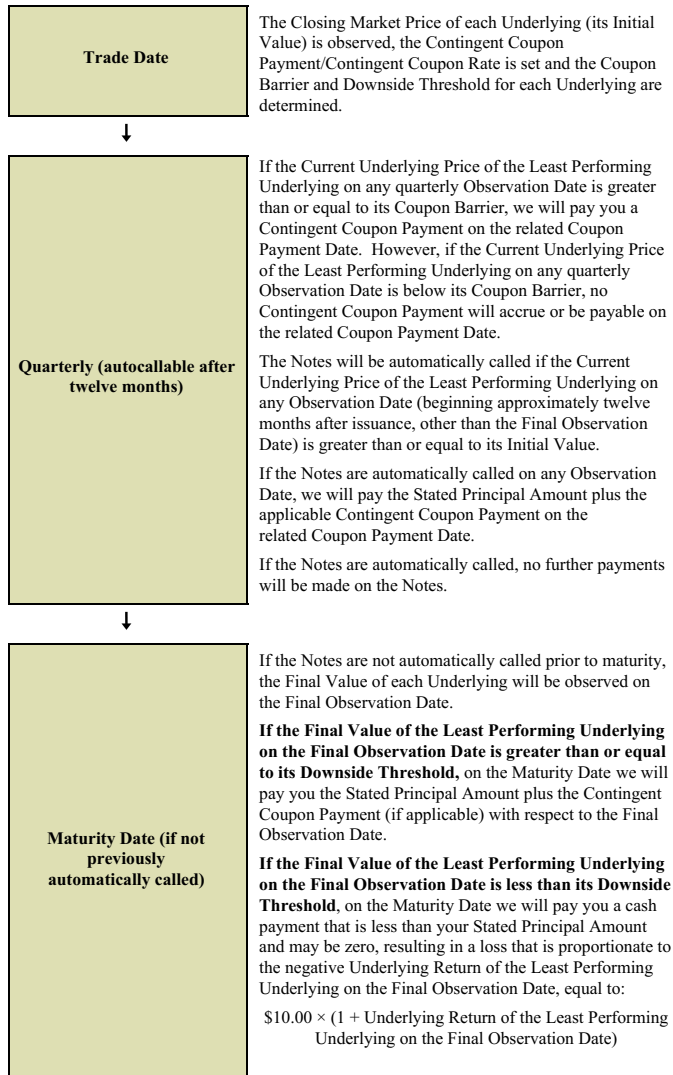 Trade Date
The Closing Market Price of each Underlying (its Initial
Value) is observed, the Contingent Coupon
Payment/Contingent Coupon Rate is set and the Coupon
Barrier and Downside Threshold for each Underlying are
determined.
↓
Quarterly (autocallable after
twelve months)
If the Current Underlying Price of the Least Performing
Underlying on any quarterly Observation Date is greater
than or equal to its Coupon Barrier, we will pay you a
Contingent Coupon Payment on the related Coupon
Payment Date. However, if the Current Underlying Price
of the Least Performing Underlying on any quarterly
Observation Date is below its Coupon Barrier, no
Contingent Coupon Payment will accrue or be payable on
the related Coupon Payment Date.
The Notes will be automatically called if the Current
Underlying Price of the Least Performing Underlying on
any Observation Date (beginning approximately twelve
months after issuance, other than the Final Observation
Date) is greater than or equal to its Initial Value.
If the Notes are automatically called on any Observation
Date, we will pay the Stated Principal Amount plus the
applicable Contingent Coupon Payment on the
related Coupon Payment Date.
If the Notes are automatically called, no further payments
will be made on the Notes.
↓
Maturity Date (if not
previously
automatically called)
If the Notes are not automatically called prior to maturity,
the Final Value of each Underlying will be observed on
the Final Observation Date.
If the Final Value of the Least Performing Underlying
on the Final Observation Date is greater than or equal
to its Downside Threshold, on the Maturity Date we will
pay you the Stated Principal Amount plus the Contingent
Coupon Payment (if applicable) with respect to the Final
Observation Date.
If the Final Value of the Least Performing Underlying
on the Final Observation Date is less than its Downside
Threshold, on the Maturity Date we will pay you a cash
payment that is less than your Stated Principal Amount
and may be zero, resulting in a loss that is proportionate to
the negative Underlying Return of the Least Performing
Underlying on the Final Observation Date, equal to:
$10.00 × (1 + Underlying Return of the Least Performing
Underlying on the Final Observation Date)